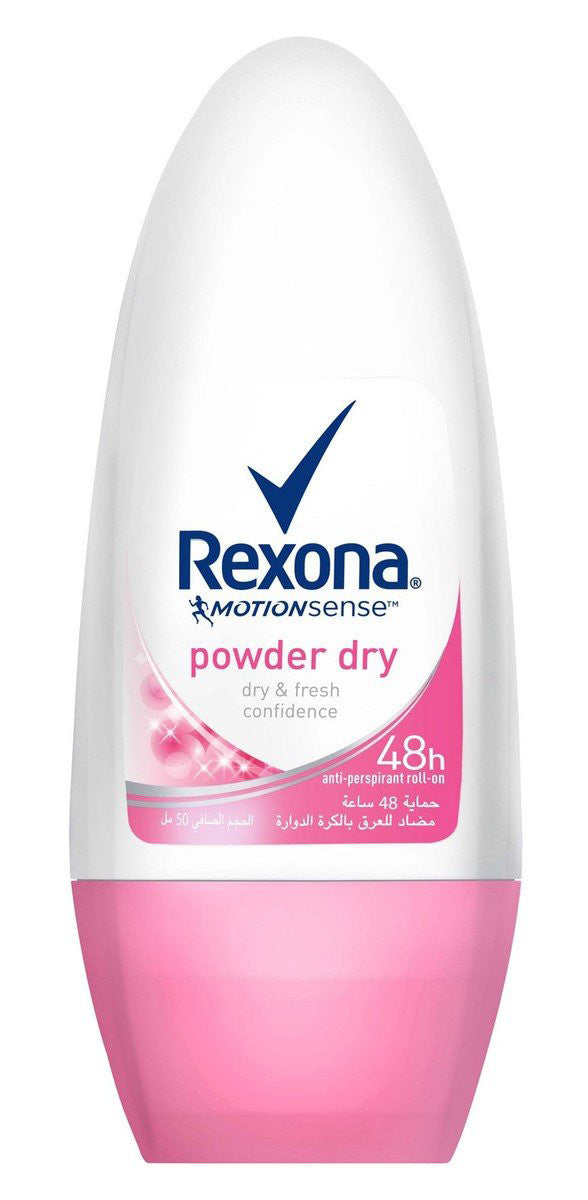 Rexona®
MOTIONsense™
powder dry
dry & fresh
confidence
48h
anti-perspirant roll-on
حماية 48 ساعة
مضاد للعرق بالكرة الدوارة
الحجم الصافي 50 مل